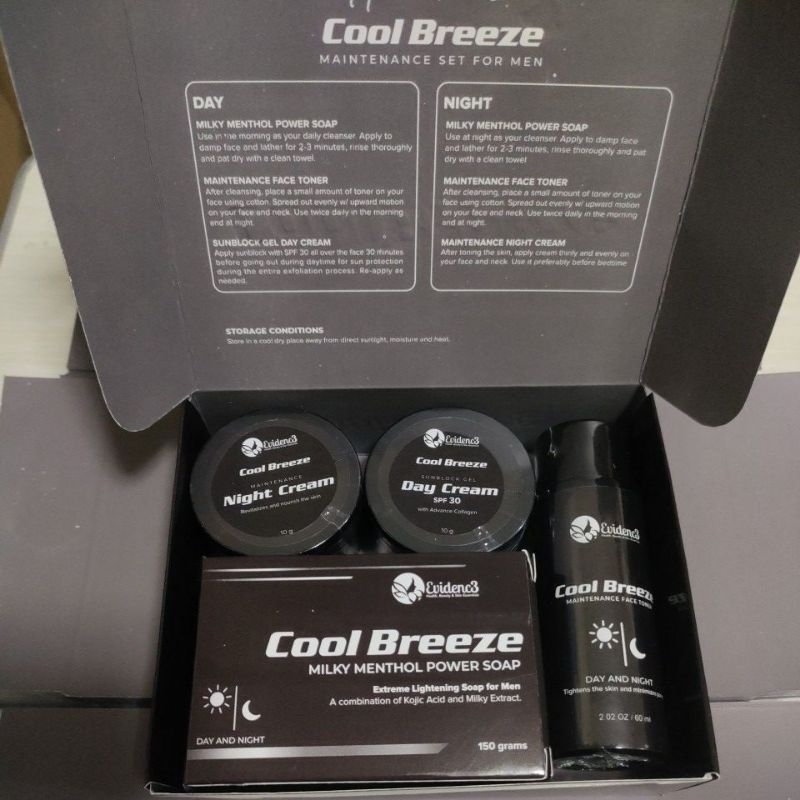 Cool Breeze
MAINTENANCE SET FOR MEN
DAY
MILKY MENTHOL POWER SOAP
Use in the morning as your daily cleanser. Apply to
damp face and lather for 2-3 minutes, rinse thoroughly
and pat dry with a clean towel.
MAINTENANCE FACE TONER
After cleansing, place a small amount of toner on your
face using cotton. Spread out evenly w/ upward motion
on your face and neck. Use twice daily in the morning
and at night.
SUNBLOCK GEL DAY CREAM
Apply sunblock with SPF 30 all over the face 30 minutes
before going out during daytime for sun protection
during the entire exfoliation process. Re-apply as
needed.
NIGHT
MILKY MENTHOL POWER SOAP
Use at night as your cleanser. Apply to damp face
and lather for 2-3 minutes, rinse thoroughly and pat
dry with a clean towel
MAINTENANCE FACE TONER
After cleansing, place a small amount of toner on your
face using cotton. Spread out evenly w/ upward motion
on your face and neck. Use twice daily in the morning
and at night.
MAINTENANCE NIGHT CREAM
After toning the skin, apply cream thinly and evenly on
your face and neck. Use it preferably before bedtime
STORAGE CONDITIONS
Store in a cool dry place away from direct sunlight, moisture and heat.
Evidenc3
Cool Breeze
MAINTENANCE
Night Cream
Revitalizes and nourish the skin
10 g
Evidenc3
Cool Breeze
SUNBLOCK GEL
Day Cream
SPF 30
with Advance Collagen
10 g
Evidenc3
Cool Breeze
MAINTENANCE FACE TONER
DAY AND NIGHT
Tightens the skin and
2.02 OZ / 60 ml
Evidenc3
Health, Beauty & Skin Essentials
Cool Breeze
MILKY MENTHOL POWER SOAP
Extreme Lightening Soap for Men
A combination of Kojic Acid and Milky Extract.
DAY AND NIGHT
150 grams